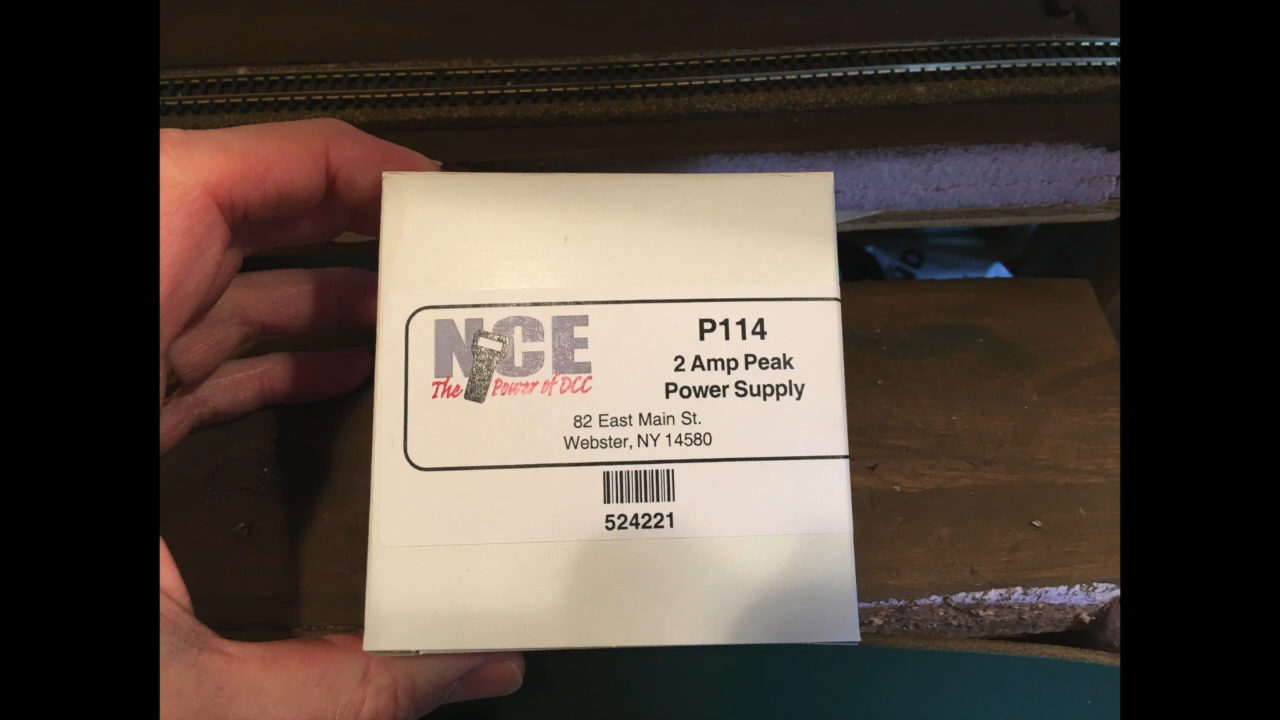 NCE
The Power of DCC
P114
2 Amp Peak
Power Supply
82 East Main St.
Webster, NY 14580
524221